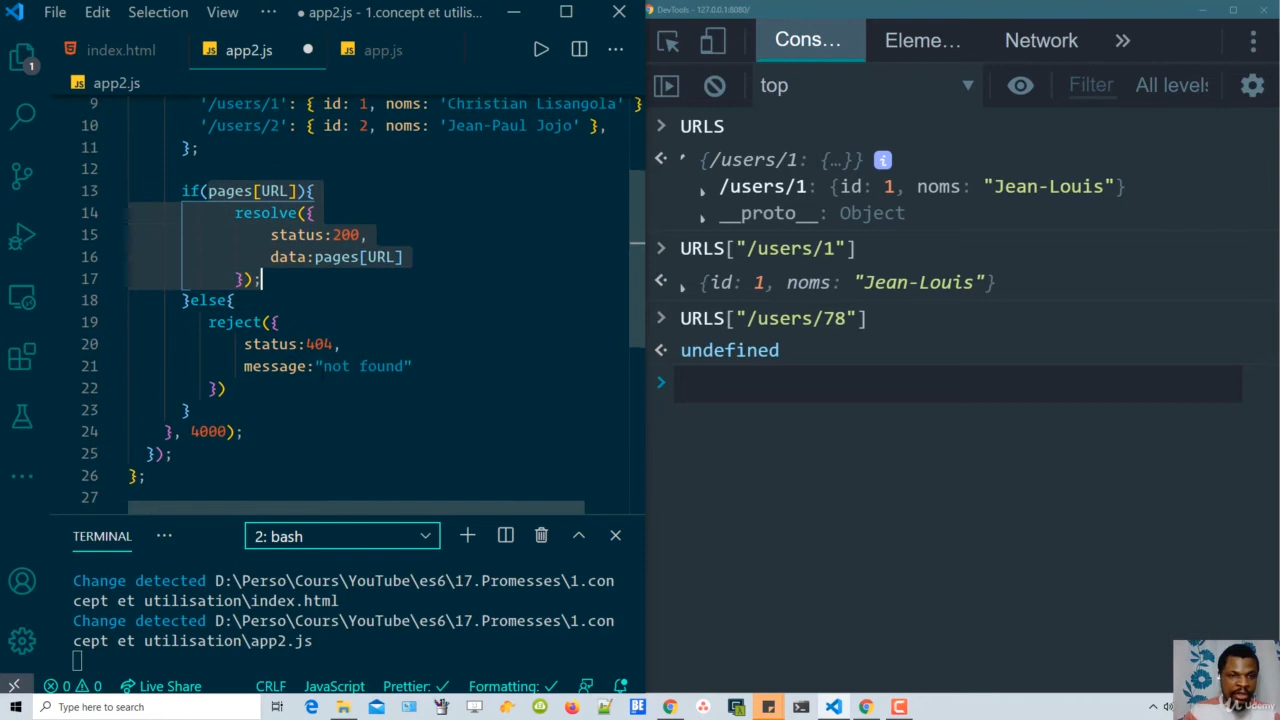 File Edit Selection View ··· ● app2.js - 1.concept et utilis...
DevTools - 127.0.0.1:8080/
index.html app2.js app.js
Cons... Eleme... Network
app2.js
top Filter All levels
9 '/users/1': { id: 1, noms: 'Christian Lisangola' }
10 '/users/2': { id: 2, noms: 'Jean-Paul Jojo' },
11 };
12
13 if(pages[URL]){
14 resolve({
15 status:200,
16 data:pages[URL]
17 });
18 }else{
19 reject({
20 status:404,
21 message:"not found"
22 })
23 }
24 }, 4000);
25 });
26 };
27
URLS
{/users/1: {…}} i
/users/1: {id: 1, noms: "Jean-Louis"}
__proto__: Object
URLS["/users/1"]
{id: 1, noms: "Jean-Louis"}
URLS["/users/78"]
undefined
TERMINAL ··· 2: bash
Change detected D:\Perso\Cours\YouTube\es6\17.Promesses\1.con
cept et utilisation\index.html
Change detected D:\Perso\Cours\YouTube\es6\17.Promesses\1.con
cept et utilisation\app2.js
0 0 Live Share CRLF JavaScript Prettier: ✓ Formating: ✓
Type here to search
BE
Udemy